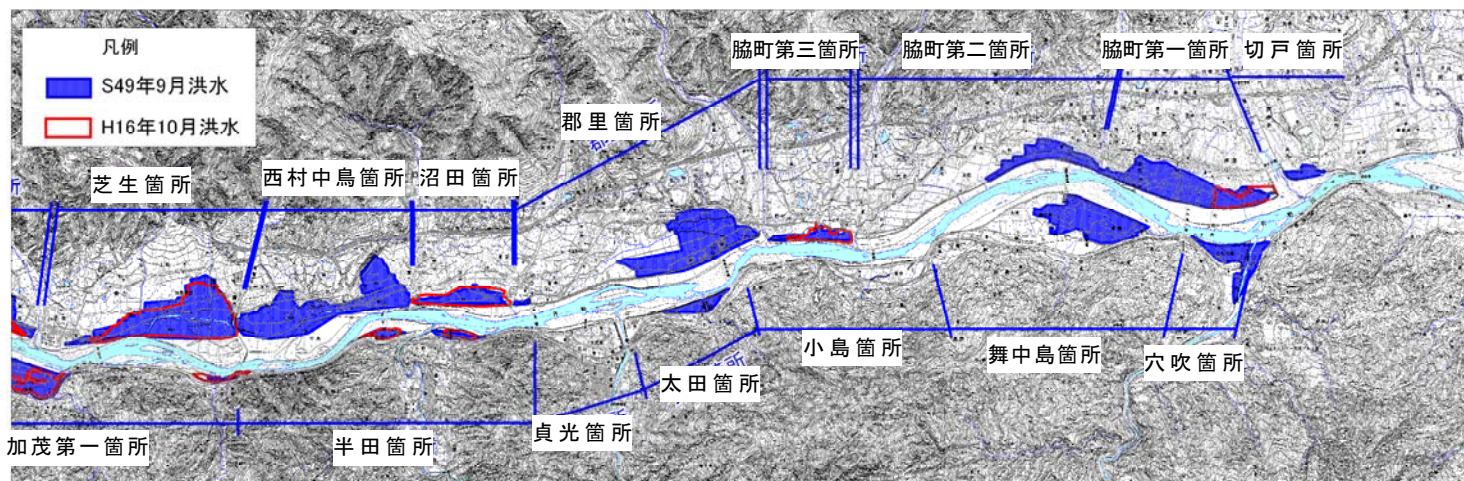 凡例
S49年9月洪水
H16年10月洪水
脇町第三箇所
脇町第二箇所
脇町第一箇所
切戸箇所
郡里箇所
芝生箇所
西村中島箇所
沼田箇所
小島箇所
舞中島箇所
穴吹箇所
太田箇所
貞光箇所
半田箇所
加茂第一箇所